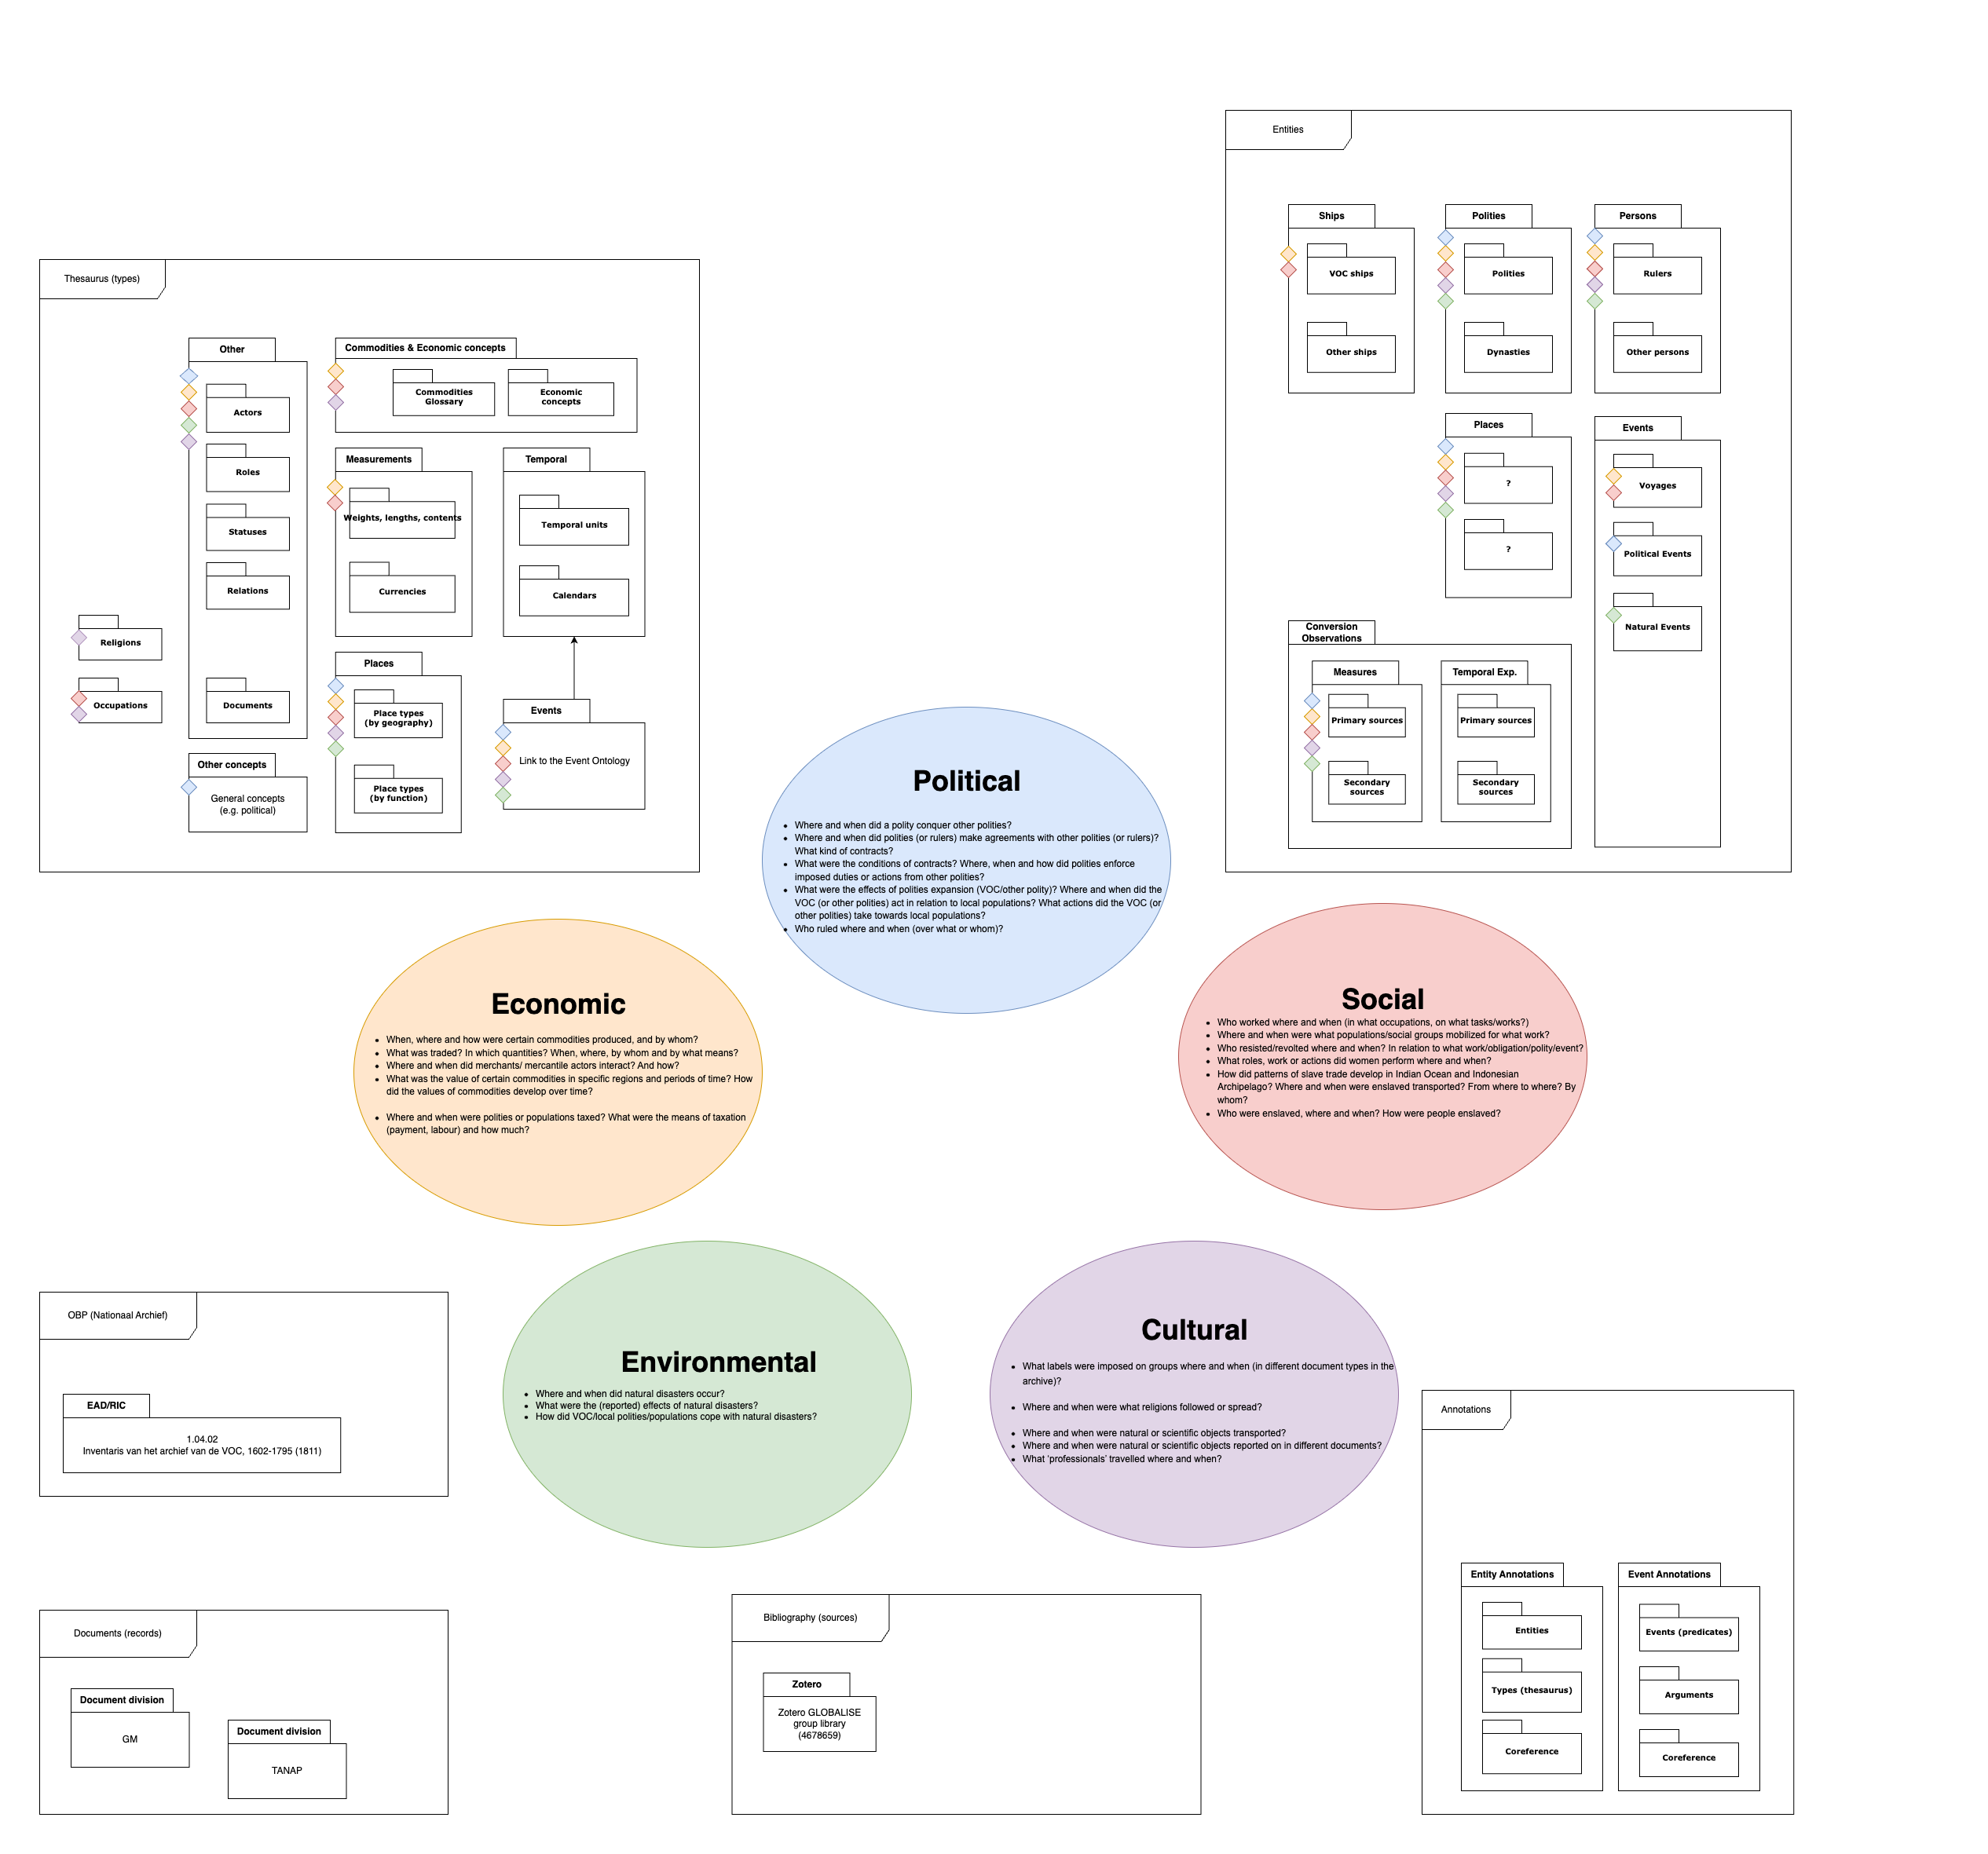 Entities
Ships
VOC ships
Other ships
Polities
Polities
Dynasties
Persons
Rulers
Other persons
Places
?
?
Events
Voyages
Political Events
Natural Events
Conversion
Observations
Measures
Primary sources
Secondary
sources
Temporal Exp.
Primary sources
Secondary
sources
Thesaurus (types)
Religions
Occupations
Other
Actors
Roles
Statuses
Relations
Documents
Other concepts
General concepts
(e.g. political)
Commodities & Economic concepts
Commodities
Glossary
Economic
concepts
Measurements
Weights, lengths, contents
Currencies
Temporal
Temporal units
Calendars
Places
Place types
(by geography)
Place types
(by function)
Events
Link to the Event Ontology
Political
• Where and when did a polity conquer other polities?
• Where and when did polities (or rulers) make agreements with other polities (or rulers)?
What kind of contracts?
• What were the conditions of contracts? Where, when and how did polities enforce
imposed duties or actions from other polities?
• What were the effects of polities expansion (VOC/other polity)? Where and when did the
VOC (or other polities) act in relation to local populations? What actions did the VOC (or
other polities) take towards local populations?
• Who ruled where and when (over what or whom)?
Economic
• When, where and how were certain commodities produced, and by whom?
• What was traded? In which quantities? When, where, by whom and by what means?
• Where and when did merchants/ mercantile actors interact? And how?
• What was the value of certain commodities in specific regions and periods of time? How
did the values of commodities develop over time?
• Where and when were polities or populations taxed? What were the means of taxation
(payment, labour) and how much?
Social
• Who worked where and when (in what occupations, on what tasks/works?)
• Where and when were what populations/social groups mobilized for what work?
• Who resisted/revolted where and when? In relation to what work/obligation/polity/event?
• What roles, work or actions did women perform where and when?
• How did patterns of slave trade develop in Indian Ocean and Indonesian
Archipelago? Where and when were enslaved transported? From where to where? By
whom?
• Who were enslaved, where and when? How were people enslaved?
Environmental
• Where and when did natural disasters occur?
• What were the (reported) effects of natural disasters?
• How did VOC/local polities/populations cope with natural disasters?
Cultural
• What labels were imposed on groups where and when (in different document types in the
archive)?
• Where and when were what religions followed or spread?
• Where and when were natural or scientific objects transported?
• Where and when were natural or scientific objects reported on in different documents?
• What 'professionals' travelled where and when?
OBP (Nationaal Archief)
EAD/RIC
1.04.02
Inventaris van het archief van de VOC, 1602-1795 (1811)
Documents (records)
Document division
GM
Document division
TANAP
Bibliography (sources)
Zotero
Zotero GLOBALISE
group library
(4678659)
Annotations
Entity Annotations
Entities
Types (thesaurus)
Coreference
Event Annotations
Events (predicates)
Arguments
Coreference